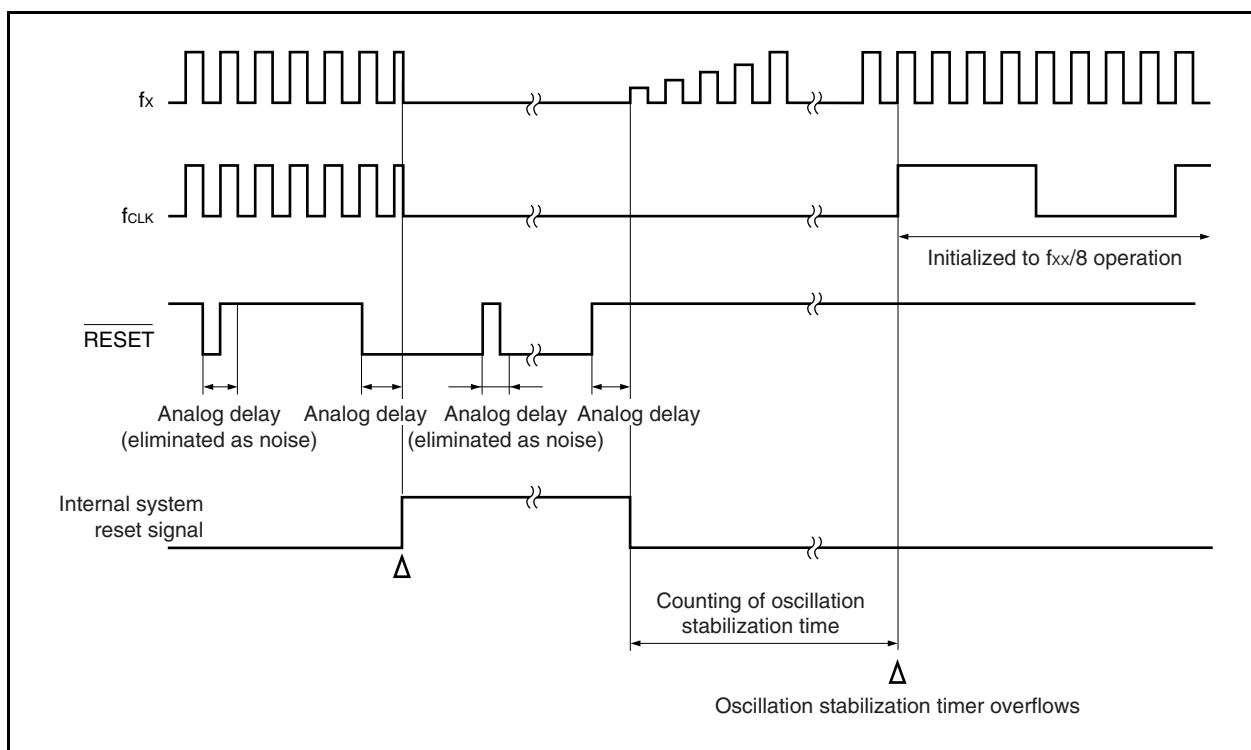 fX
fCLK
Initialized to fXX/8 operation
RESET
Analog delay
(eliminated as noise)
Analog delay
Analog delay
(eliminated as noise)
Analog delay
Internal system
reset signal
Counting of oscillation
stabilization time
Oscillation stabilization timer overflows